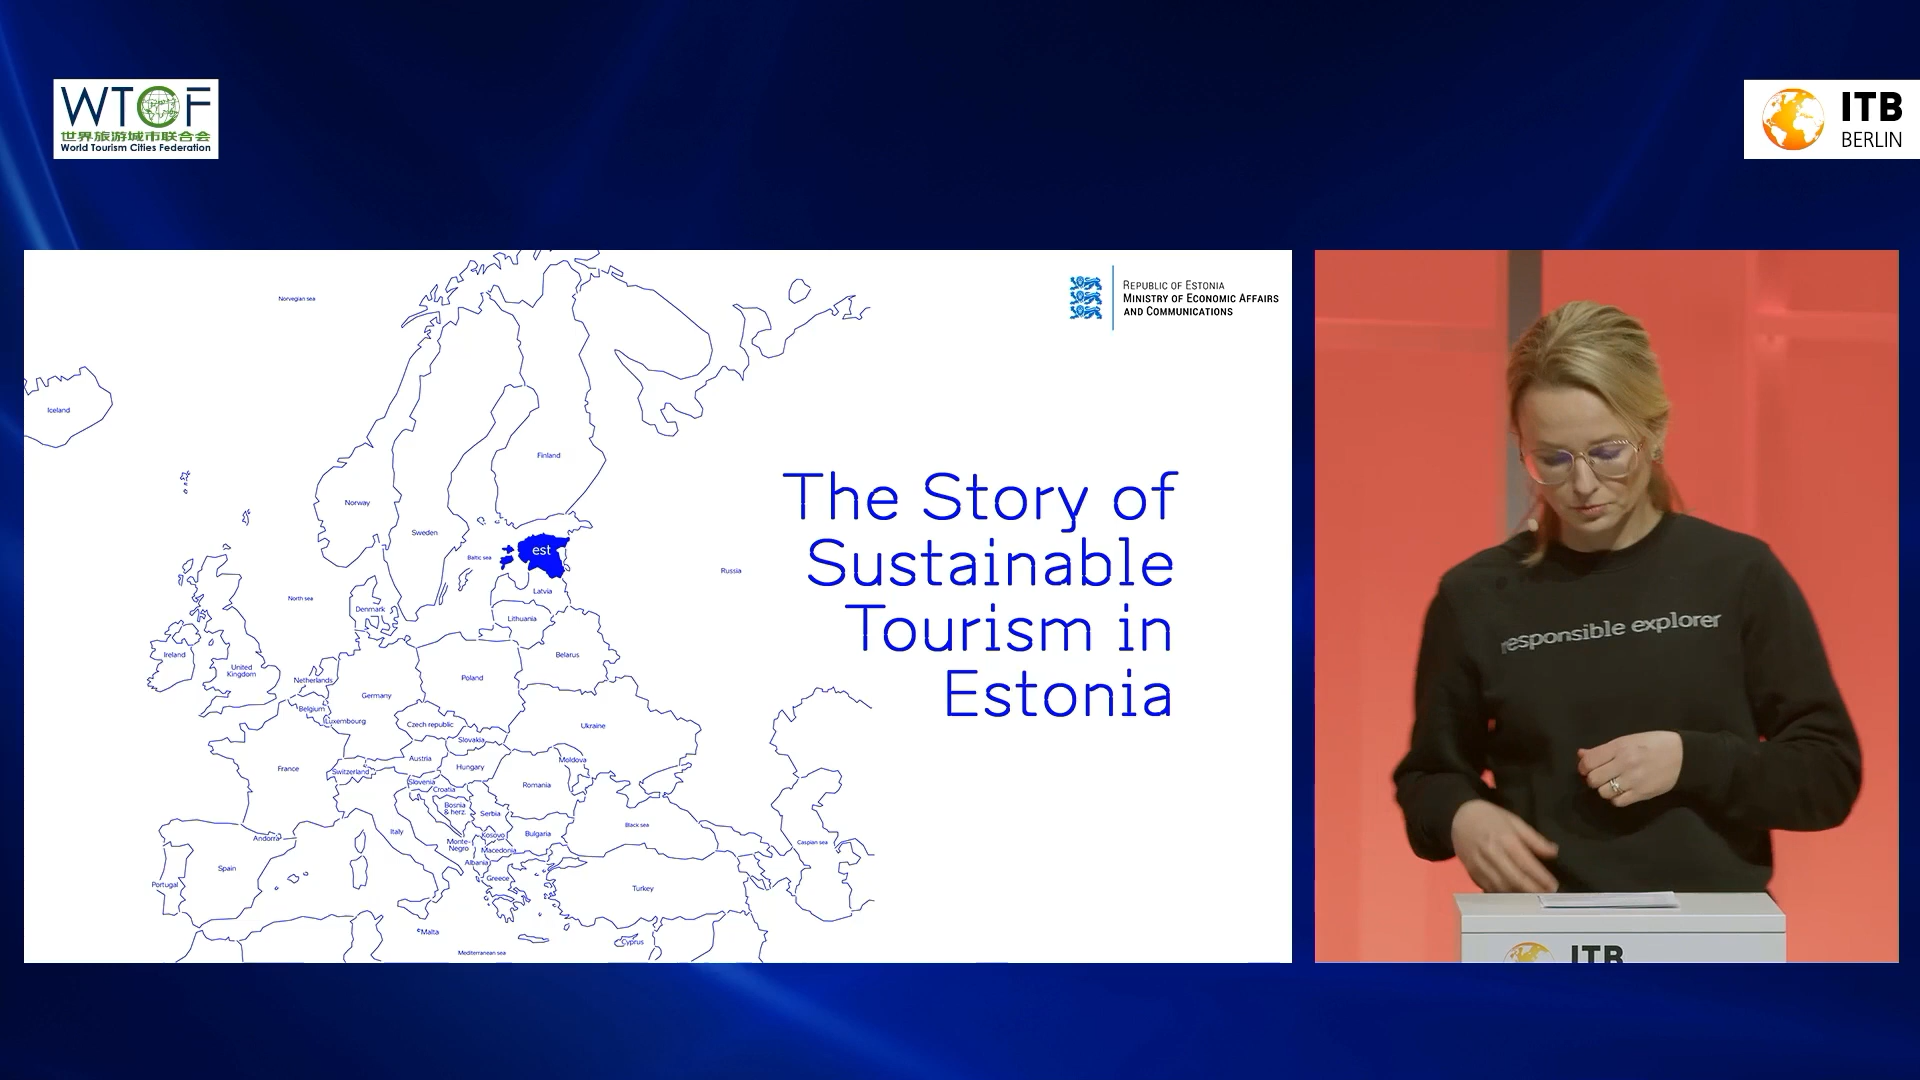 WTCF
世界旅游城市联合会
World Tourism Cities Federation
ITB
BERLIN
REPUBLIC OF ESTONIA
MINISTRY OF ECONOMIC AFFAIRS
AND COMMUNICATIONS
The Story of
Sustainable
Tourism in
Estonia
Norwegian sea
Iceland
Finland
Norway
Sweden
est
Baltic sea
Russia
Latvia
North sea
Denmark
Lithuania
Ireland
Belarus
United
Kingdom
Netherlands
Poland
Germany
Belgium
Luxembourg
Czech republic
Ukraine
Slovakia
Austria
Moldova
France
Switzerland
Hungary
Slovenia
Romania
Croatia
Bosnia
& herz.
Serbia
Black sea
Italy
Kosovo
Bulgaria
Andorra
Monte-
Negro
Macedonia
Caspian sea
Albania
Spain
Greece
Portugal
Turkey
Malta
Cyprus
Mediterranean sea
responsible explorer
ITB